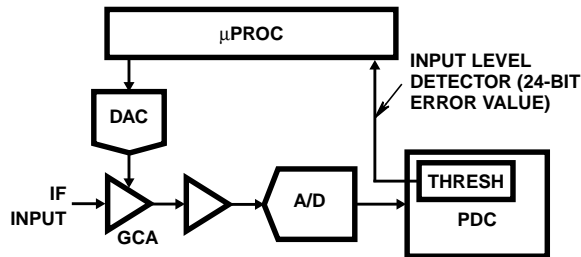 μPROC
INPUT LEVEL
DETECTOR (24-BIT
ERROR VALUE)
DAC
THRESH
IF
INPUT
A/D
PDC
GCA